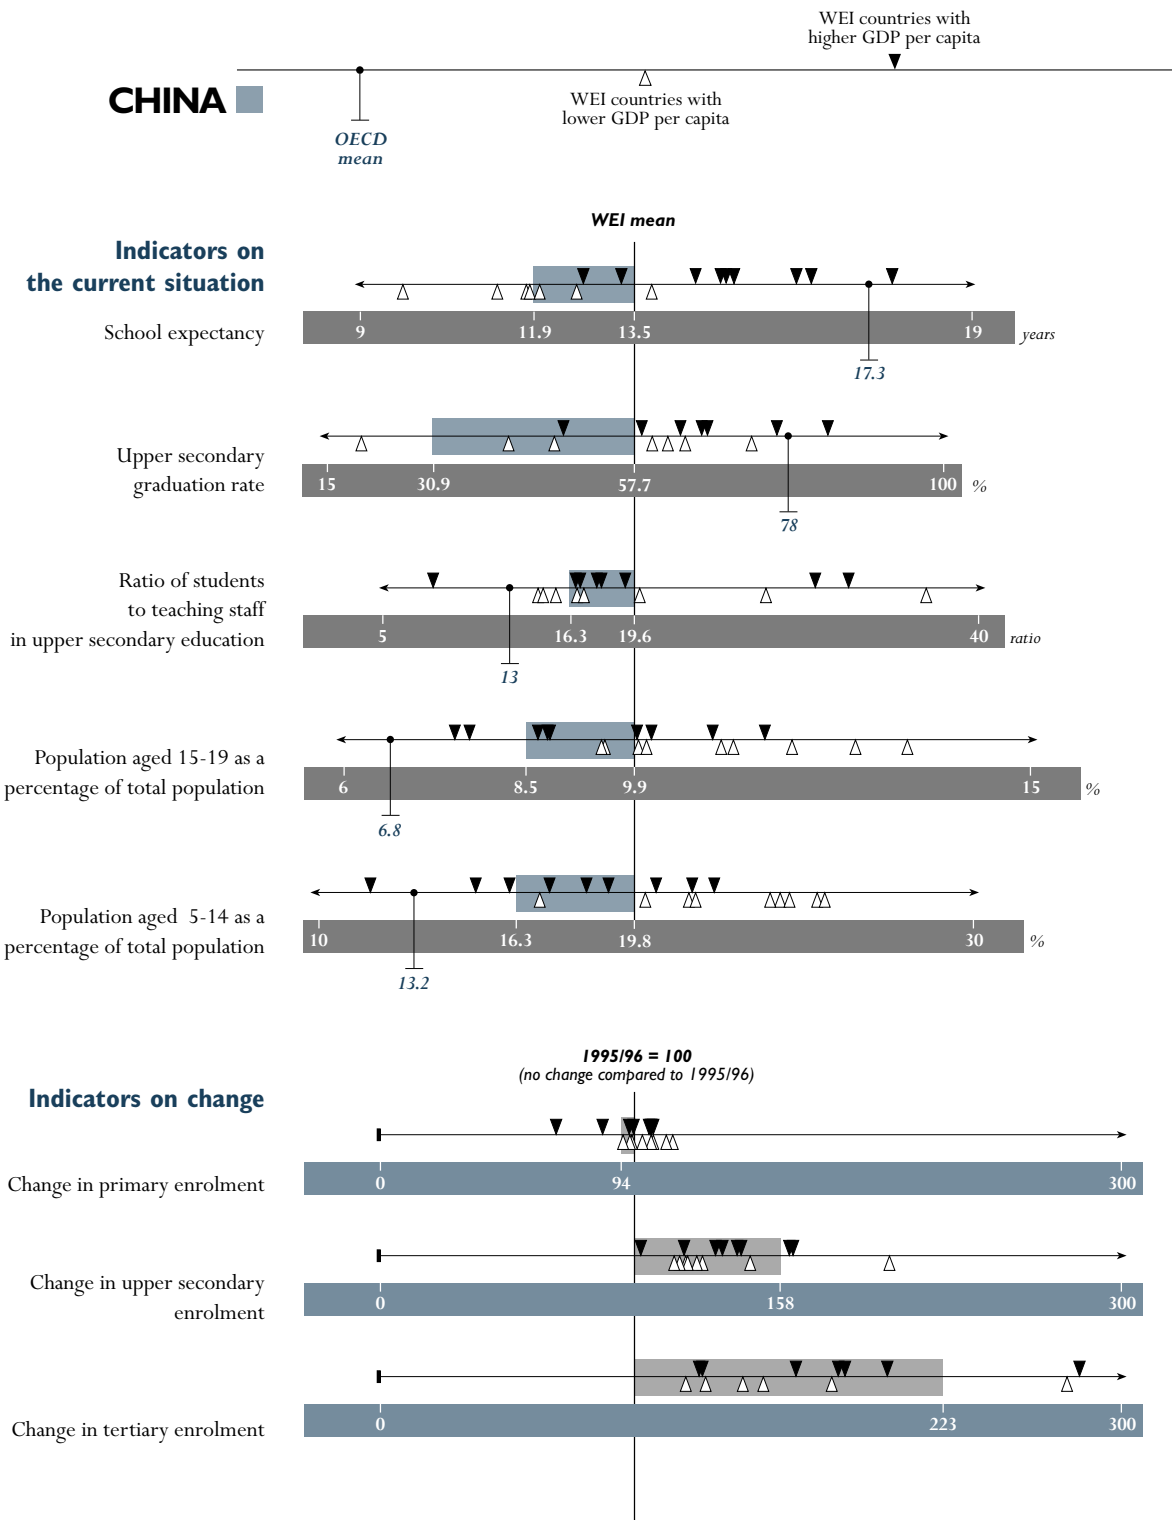 WEI countries with
higher GDP per capita
CHINA
WEI countries with
lower GDP per capita
OECD
mean
WEI mean
Indicators on
the current situation
School expectancy
9 11.9 13.5 19 years
17.3
Upper secondary
graduation rate
15 30.9 57.7 100 %
78
Ratio of students
to teaching staff
in upper secondary education
5 16.3 19.6 40 ratio
13
Population aged 15-19 as a
percentage of total population
6 8.5 9.9 15 %
6.8
Population aged 5-14 as a
percentage of total population
10 16.3 19.8 30 %
13.2
1995/96 = 100
(no change compared to 1995/96)
Indicators on change
Change in primary enrolment
0 94 300
Change in upper secondary
enrolment
0 158 300
Change in tertiary enrolment
0 223 300